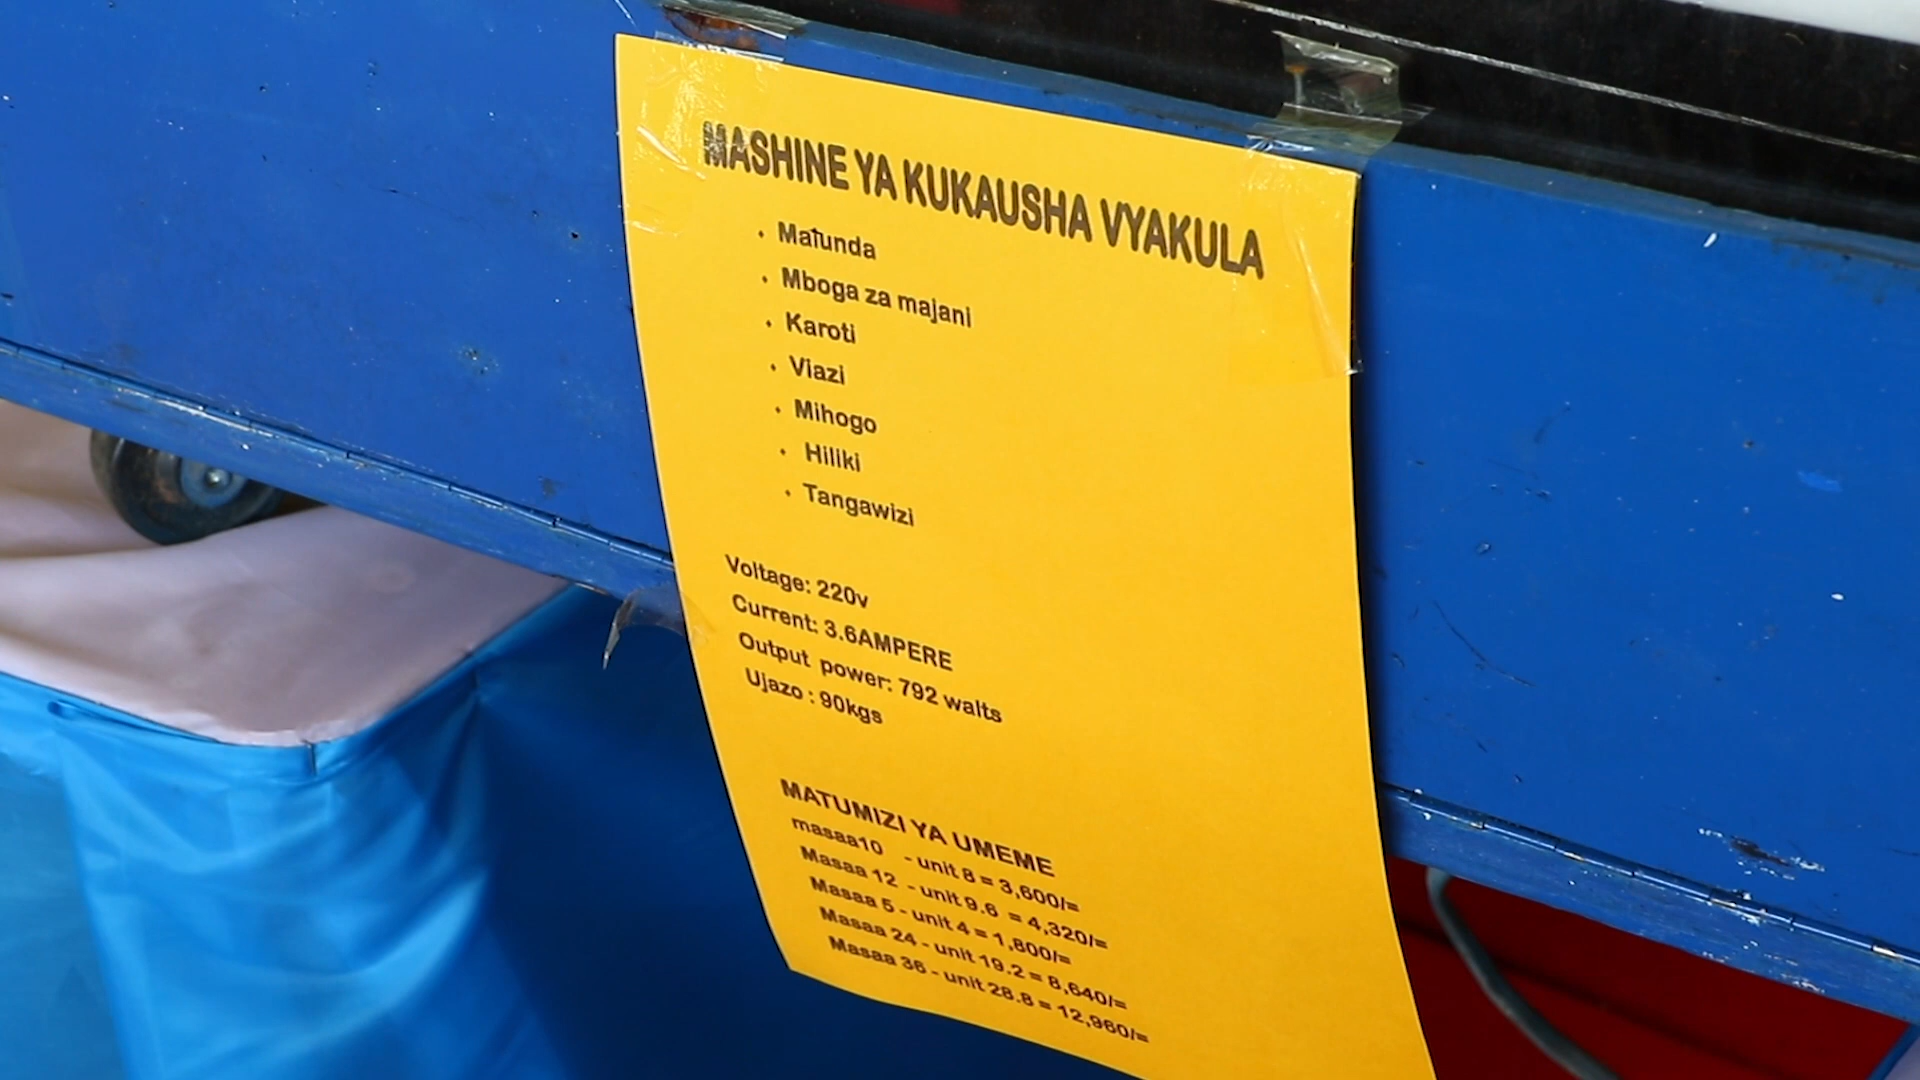 MASHINE YA KUKAUSHA VYAKULA
• Matunda
• Mboga za majani
• Karoti
• Viazi
• Mihogo
• Hiliki
• Tangawizi
Voltage: 220v
Current: 3.6AMPERE
Output power: 792 watts
Ujazo : 90kgs
MATUMIZI YA UMEME
masaa10 - unit 8 = 3,600/=
Masaa 12 - unit 9.6 = 4,320/=
Masaa 5 - unit 4 = 1,800/=
Masaa 24 - unit 19.2 = 8,640/=
Masaa 36 - unit 28.8 = 12,960/=